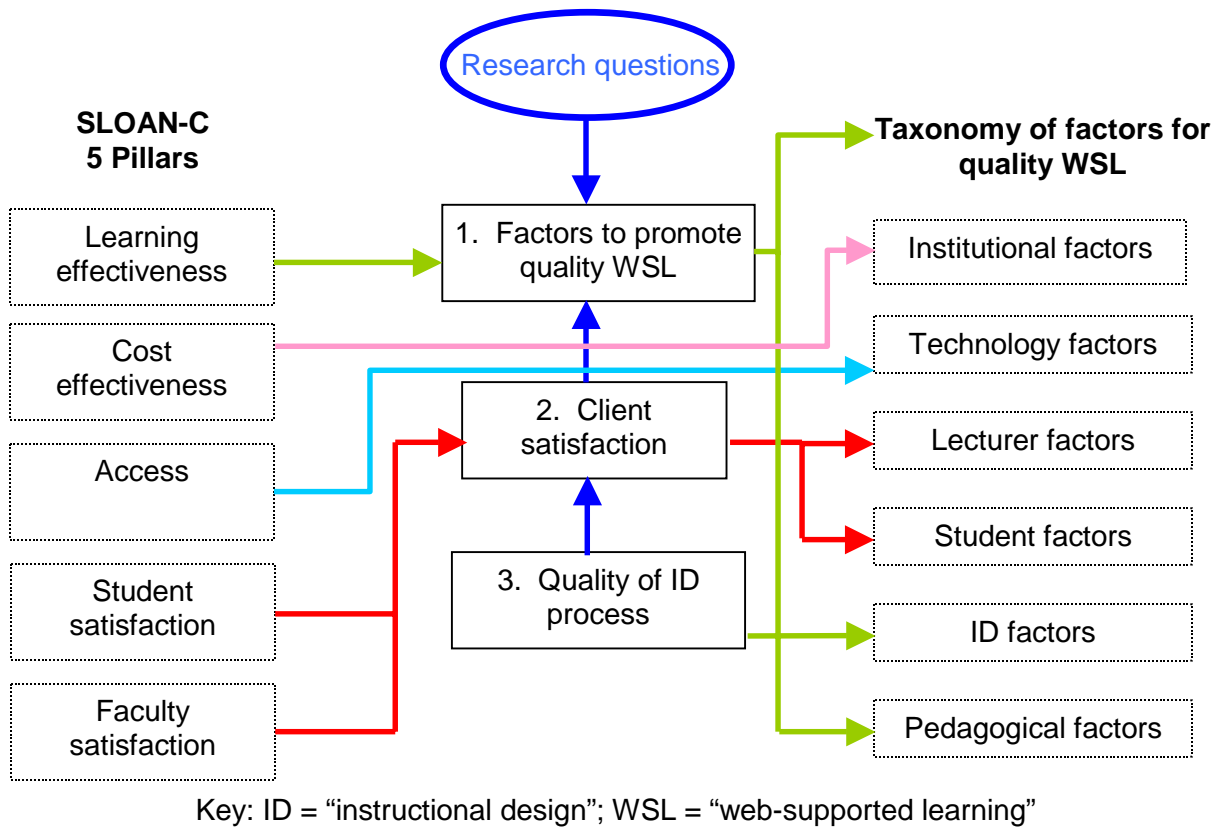 Research questions
SLOAN-C
5 Pillars
Learning
effectiveness
Cost
effectiveness
Access
Student
satisfaction
Faculty
satisfaction
1. Factors to promote
quality WSL
2. Client
satisfaction
3. Quality of ID
process
Taxonomy of factors for
quality WSL
Institutional factors
Technology factors
Lecturer factors
Student factors
ID factors
Pedagogical factors
Key: ID = “instructional design”; WSL = “web-supported learning”